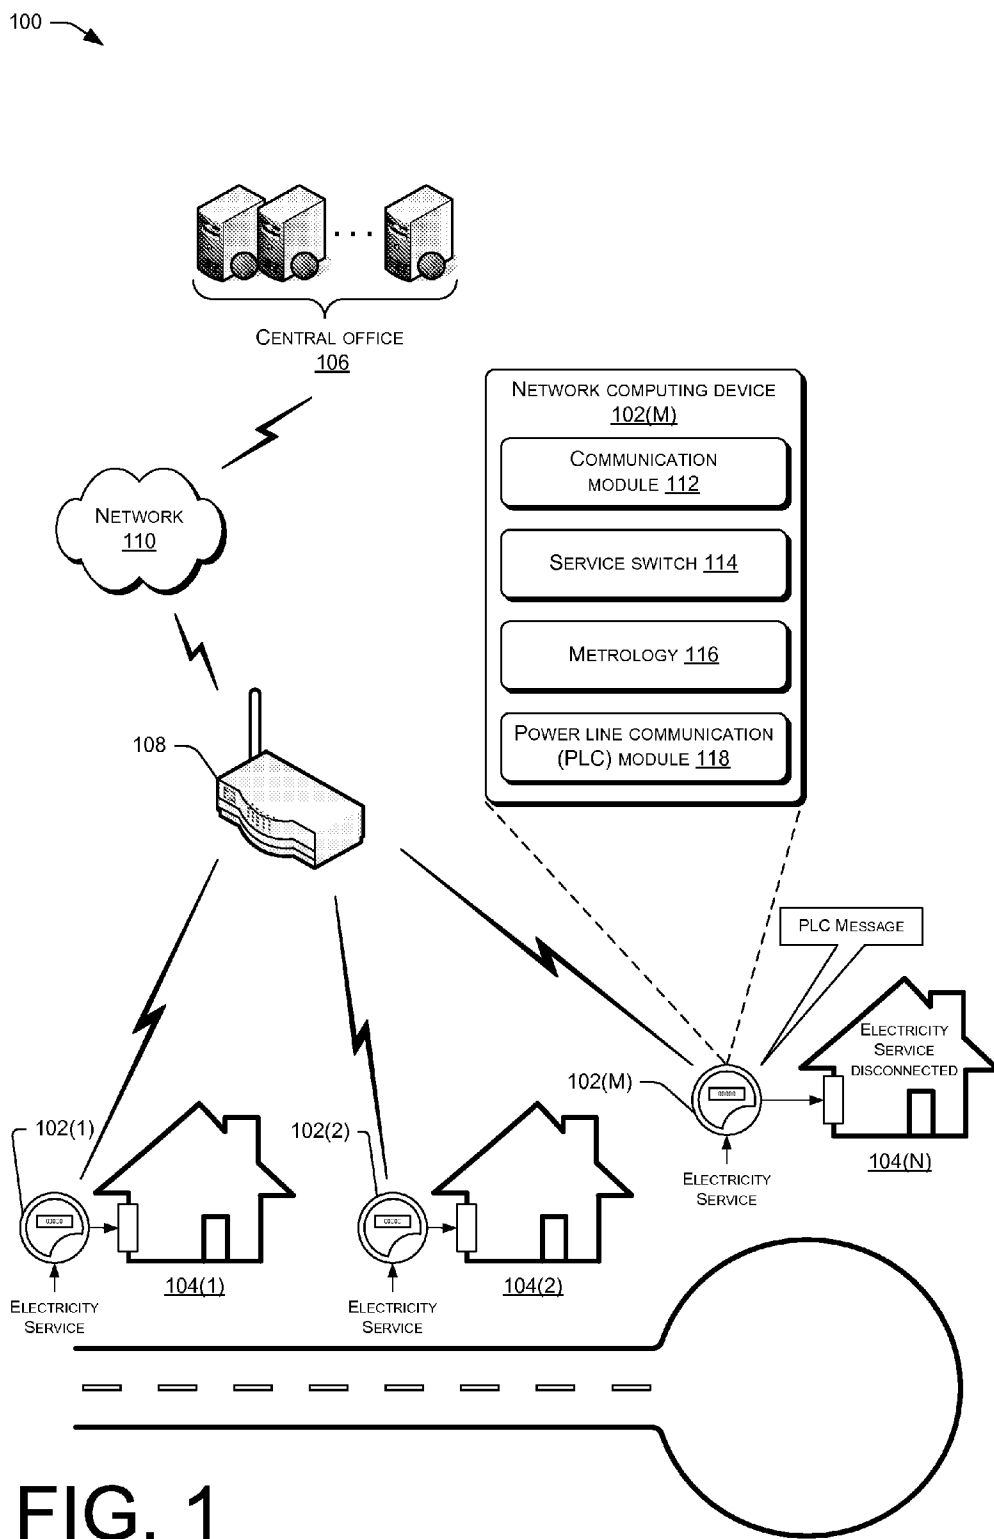 100
CENTRAL OFFICE
106
NETWORK COMPUTING DEVICE
102(M)
COMMUNICATION
MODULE 112
NETWORK
110
SERVICE SWITCH 114
METROLOGY 116
POWER LINE COMMUNICATION
(PLC) MODULE 118
108
PLC MESSAGE
ELECTRICITY
SERVICE
DISCONNECTED
102(M)
00000
104(N)
ELECTRICITY
SERVICE
102(1)
102(2)
104(1)
104(2)
ELECTRICITY
SERVICE
ELECTRICITY
SERVICE
FIG. 1